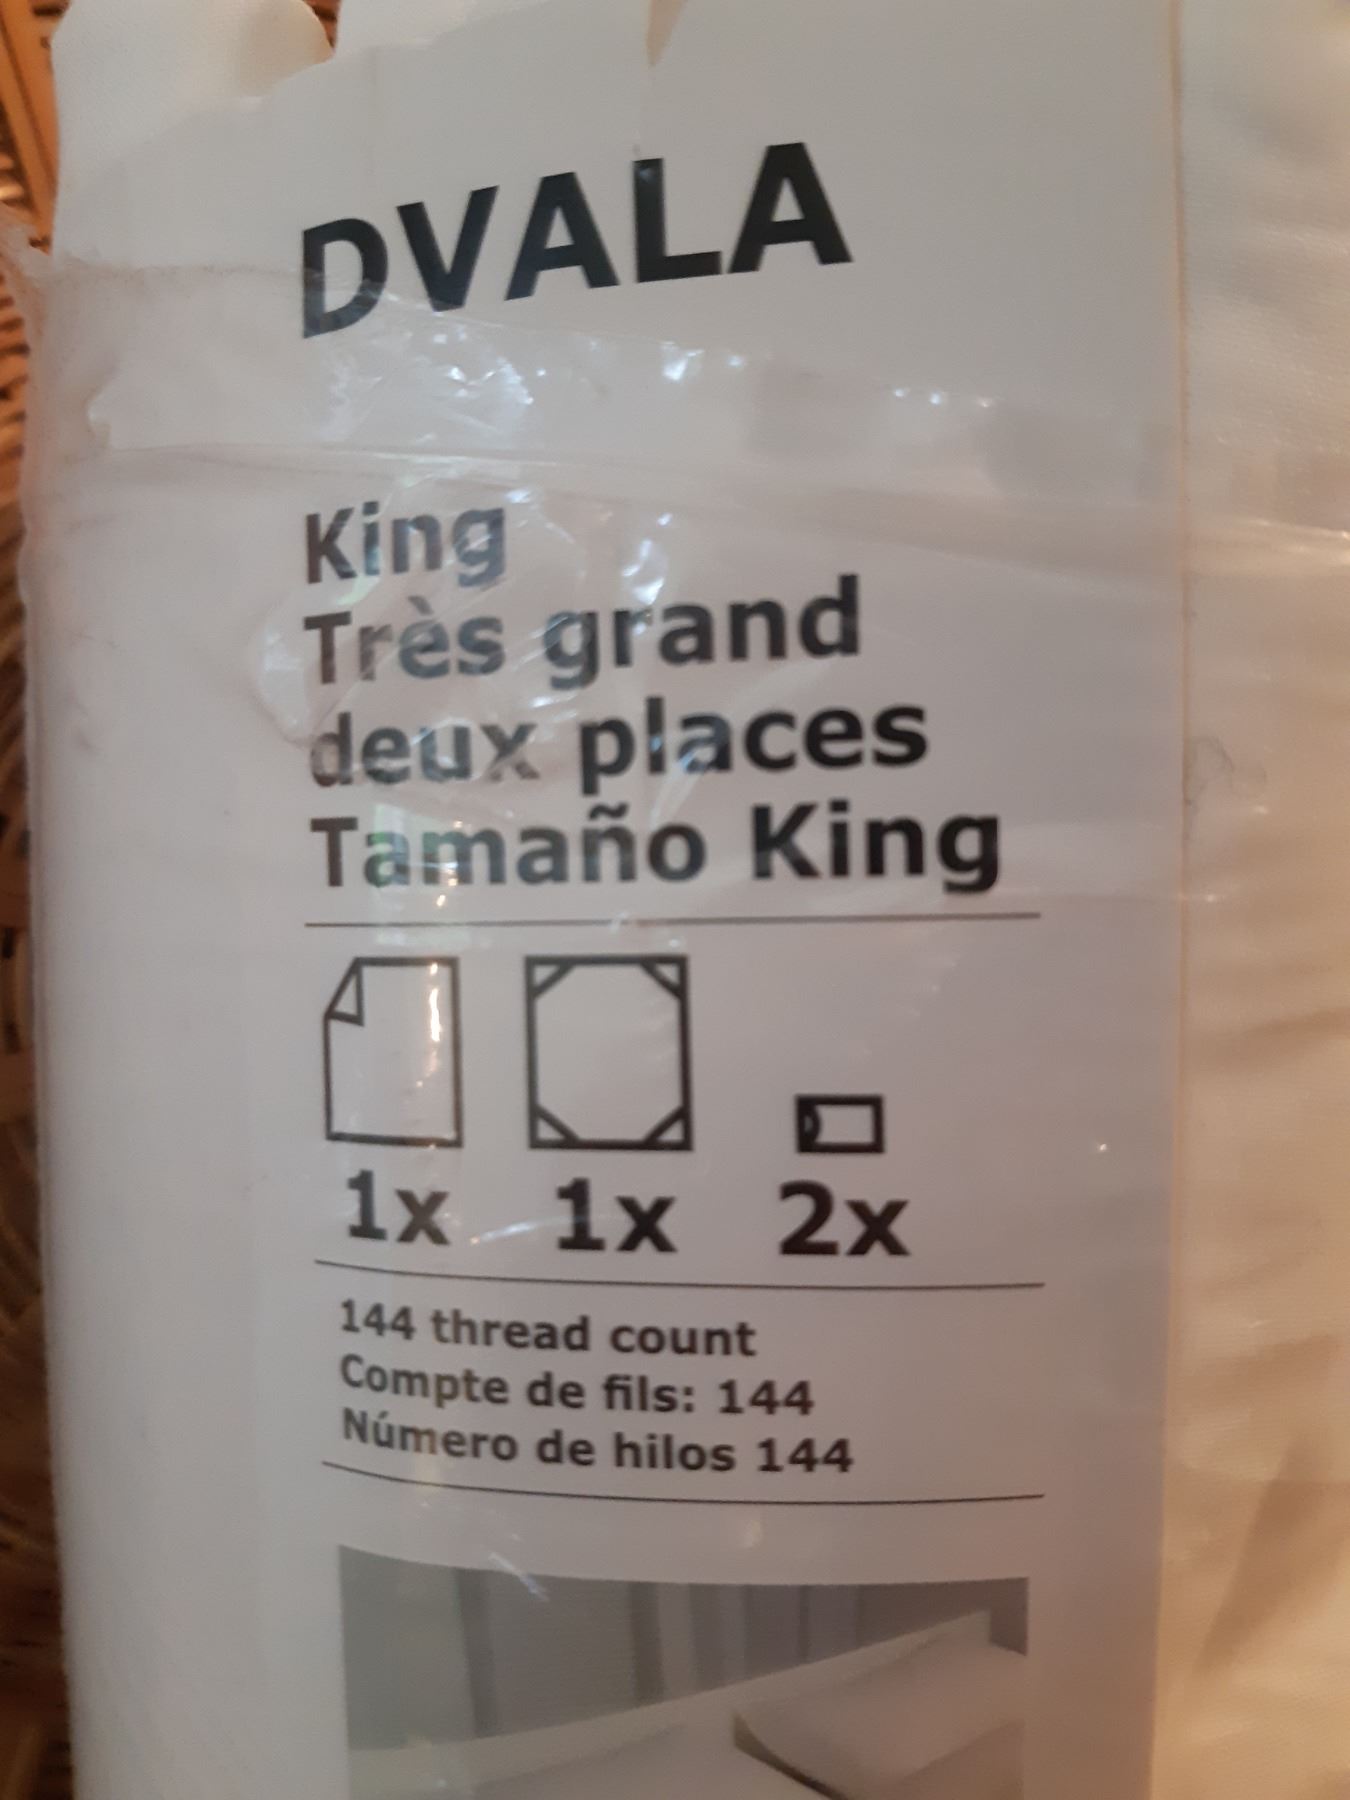 DVALA
King
Très grand
deux places
Tamaño King
1x 1x 2x
144 thread count
Compte de fils: 144
Número de hilos 144